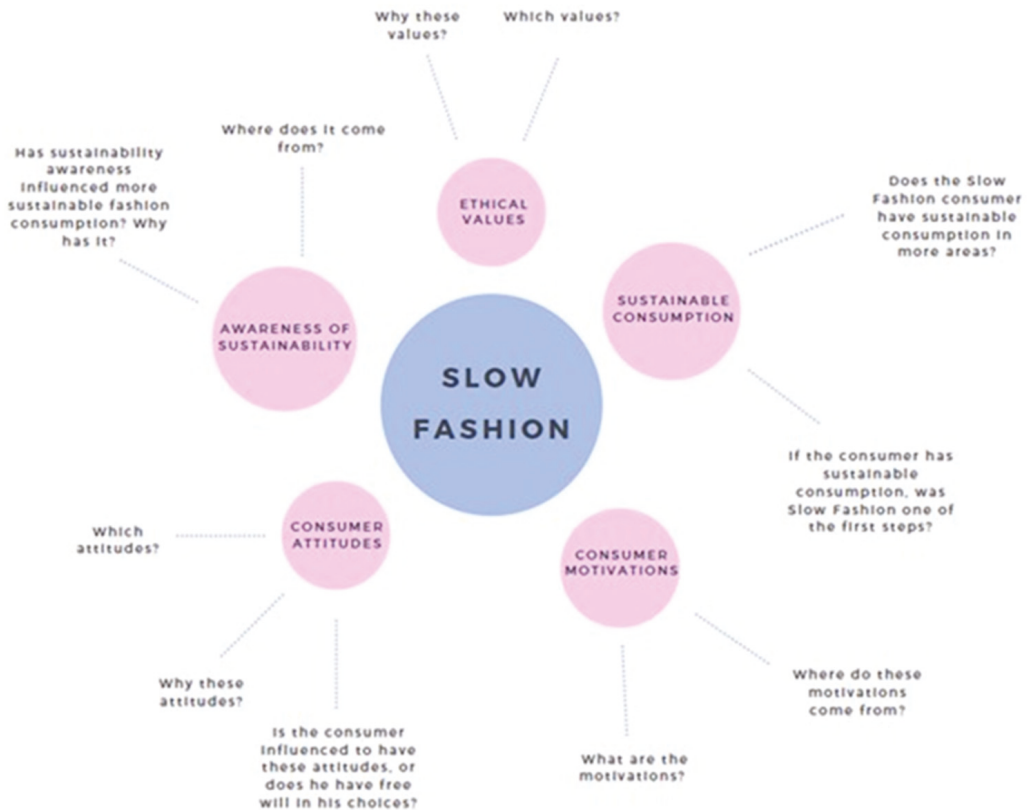 Why these
values?
Which values?
Where does it come
from?
Has sustainability
awareness
influenced more
sustainable fashion
consumption? Why
has it?
Does the Slow
Fashion consumer
have sustainable
consumption in
more areas?
ETHICAL
VALUES
SUSTAINABLE
CONSUMPTION
AWARENESS OF
SUSTAINABILITY
SLOW
FASHION
If the consumer has
sustainable
consumption, was
Slow Fashion one of
the first steps?
CONSUMER
ATTITUDES
Which
attitudes?
CONSUMER
MOTIVATIONS
Why these
attitudes?
Where do these
motivations
come from?
Is the consumer
influenced to have
these attitudes, or
does he have free
will in his choices?
What are the
motivations?